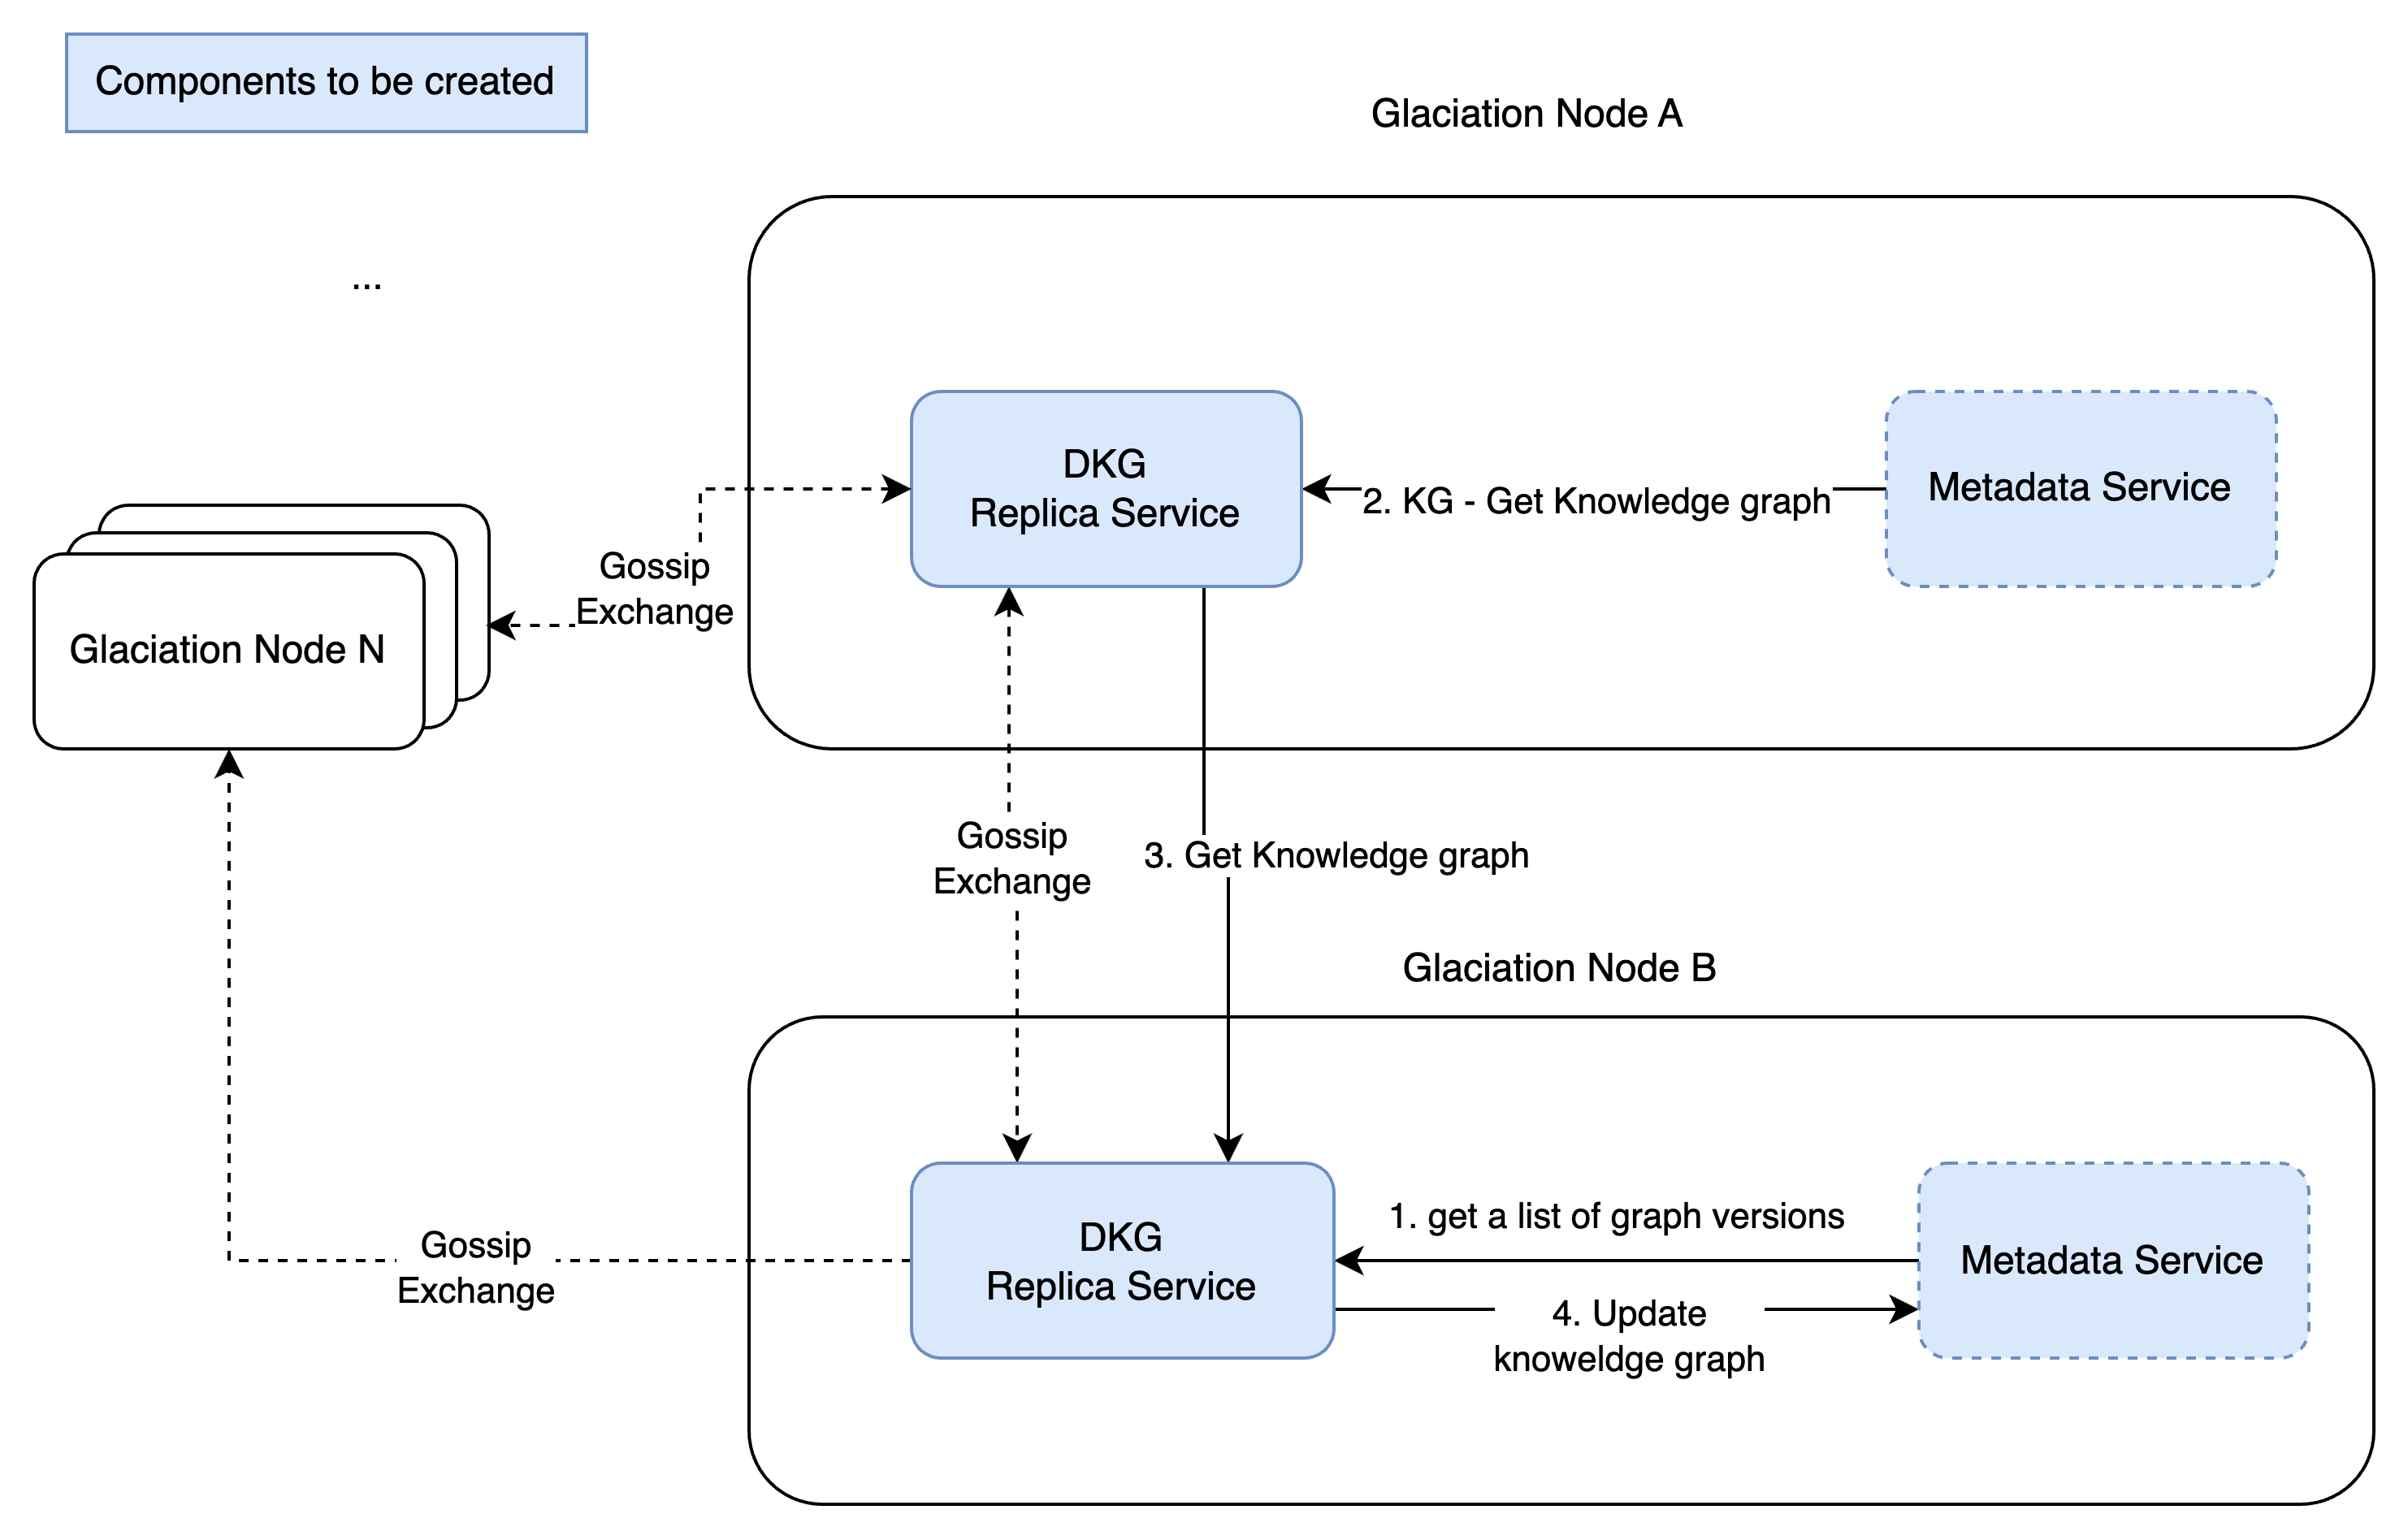 Components to be created
Glaciation Node A
...
DKG
Replica Service
2. KG - Get Knowledge graph
Metadata Service
Gossip
Exchange
Glaciation Node N
Gossip
Exchange
3. Get Knowledge graph
Glaciation Node B
DKG
Replica Service
1. get a list of graph versions
Metadata Service
4. Update
knoweldge graph
Gossip
Exchange